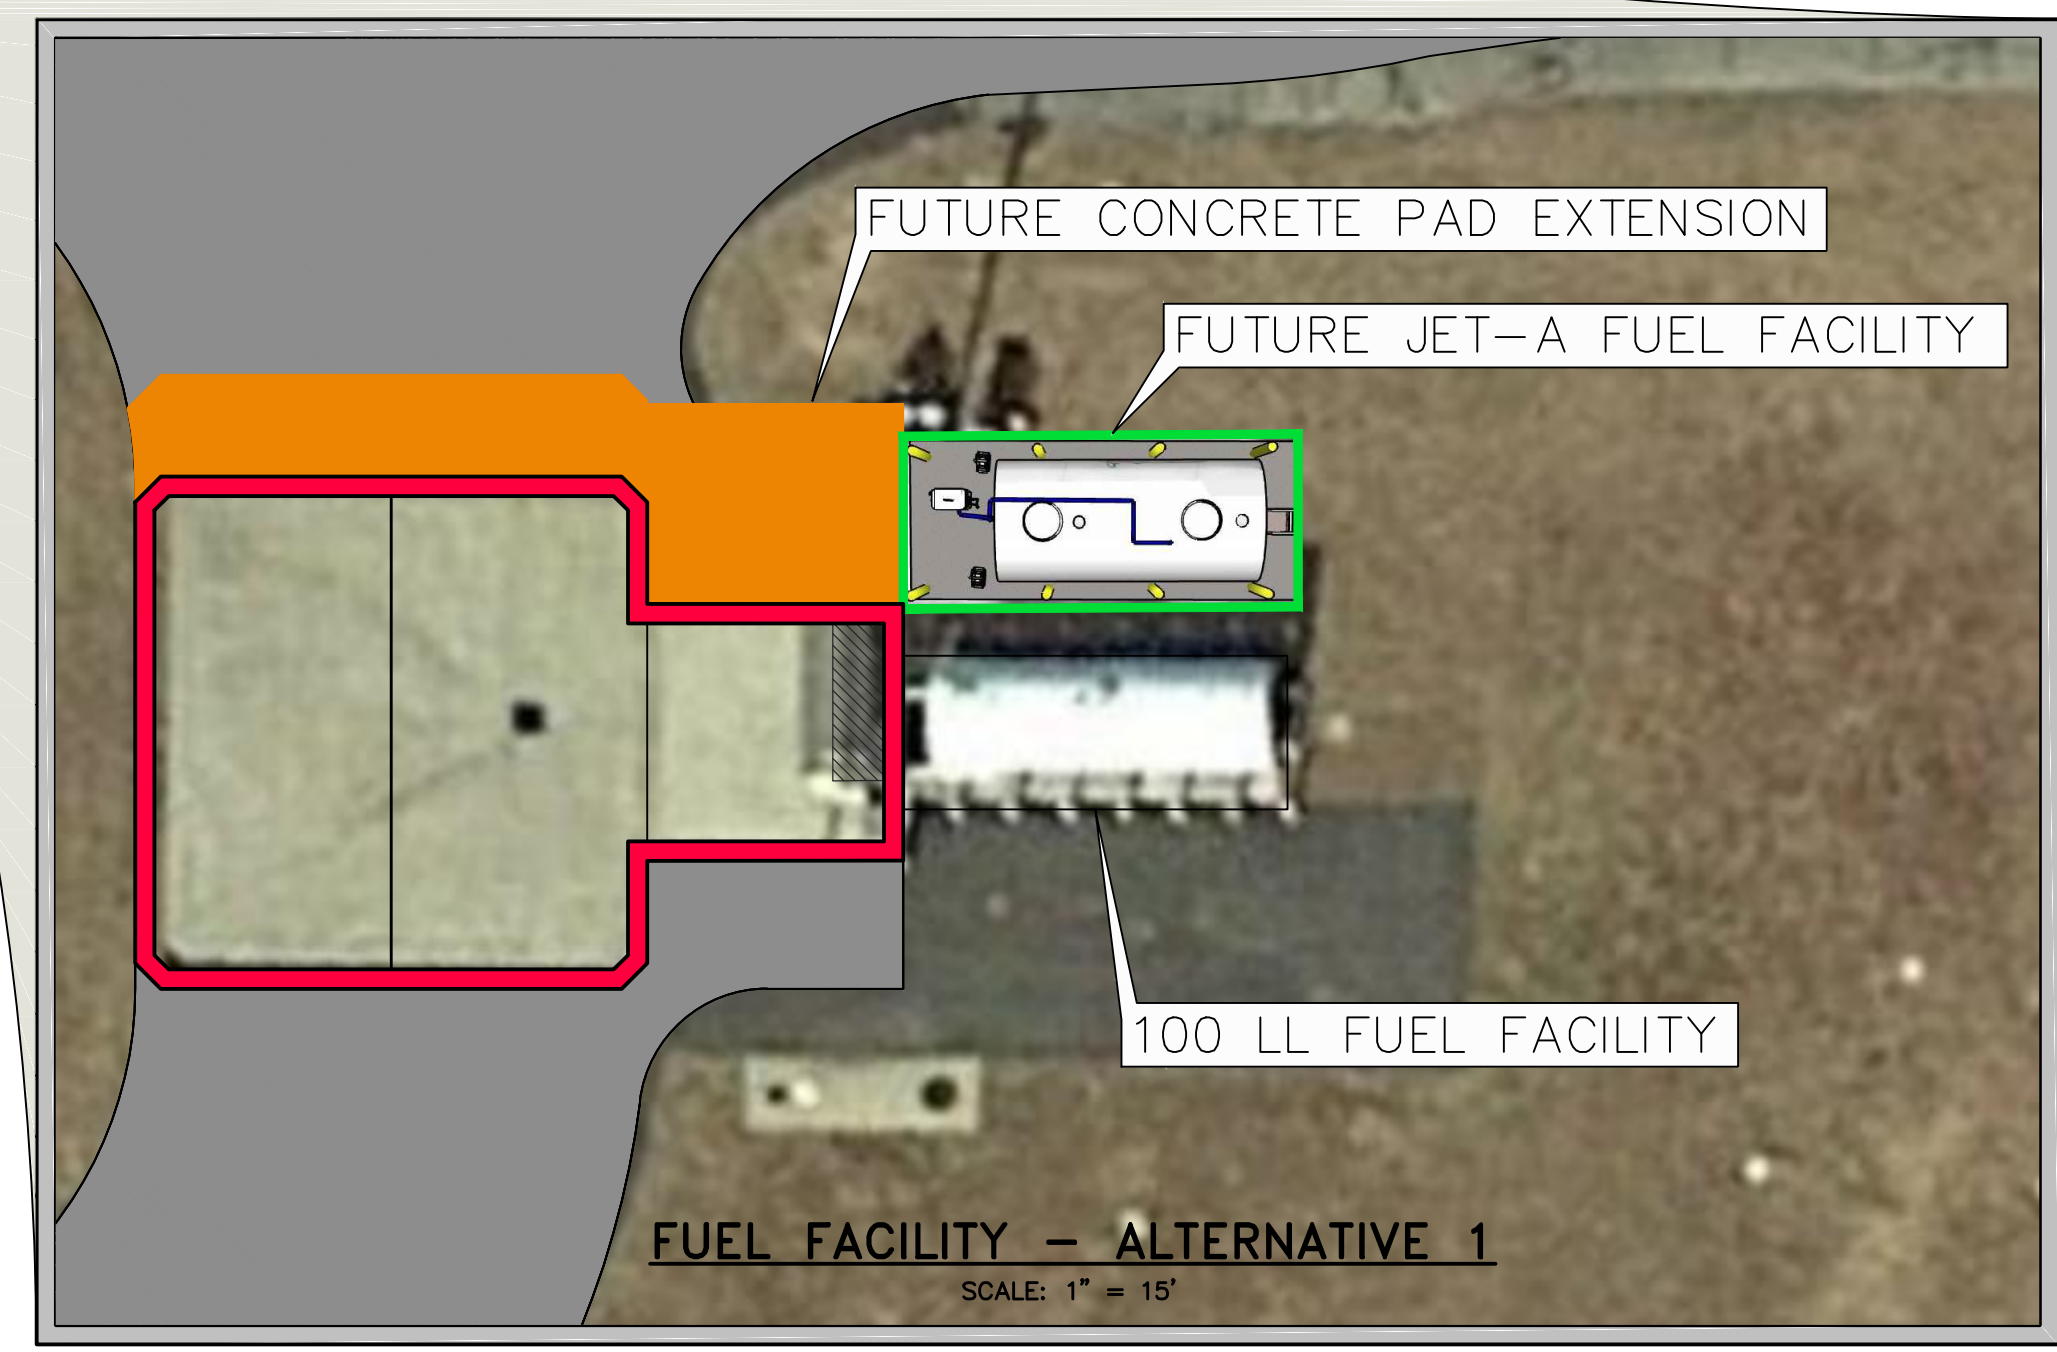 FUTURE CONCRETE PAD EXTENSION
FUTURE JET-A FUEL FACILITY
100 LL FUEL FACILITY
FUEL FACILITY - ALTERNATIVE 1
SCALE: 1" = 15'